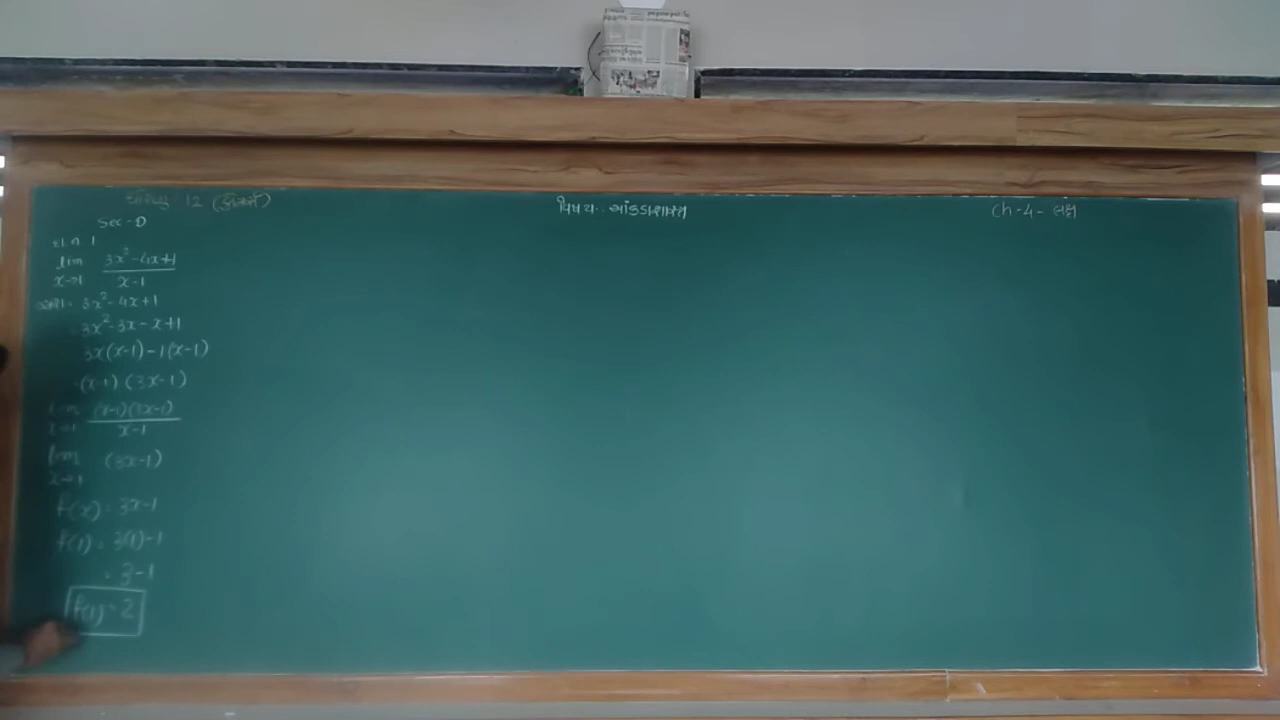 ધોરણ : 12 (કોમર્સ)
વિષય : આંકડાશાસ્ત્ર
Ch-4- લક્ષ
Sec-D
દા.ન. 1
lim 3x²-4x+1
x→1 x-1
3x²-4x+1
3x²-3x-x+1
3x(x-1)-1(x-1)
(x-1) (3x-1)
lim (x-1)(3x-1)
x→1 x-1
lim (3x-1)
x→1
f(x) = 3x-1
f(1) = 3(1)-1
= 3-1
f(1) = 2